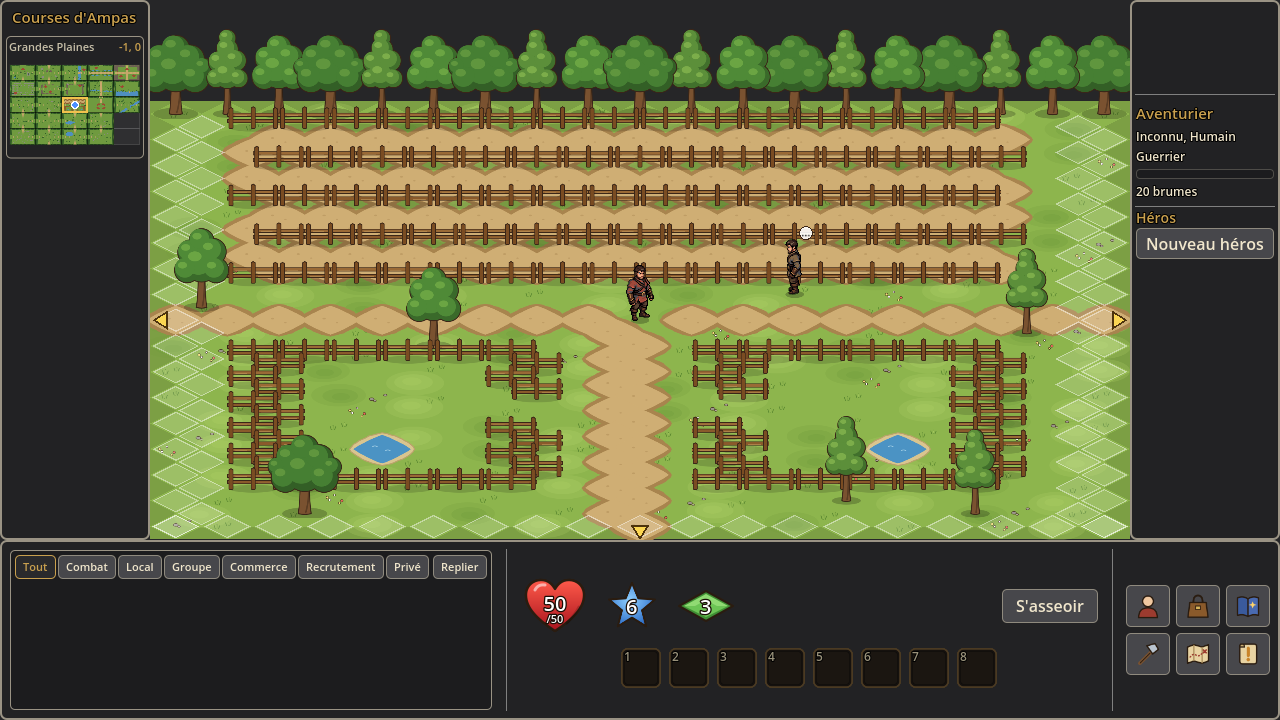 Courses d'Ampas
Grandes Plaines -1, 0
Aventurier
Inconnu, Humain
Guerrier
20 brumes
Héros
Nouveau héros
Tout Combat Local Groupe Commerce Recrutement Privé Replier
50
/50
6
3
S'asseoir
1 2 3 4 5 6 7 8